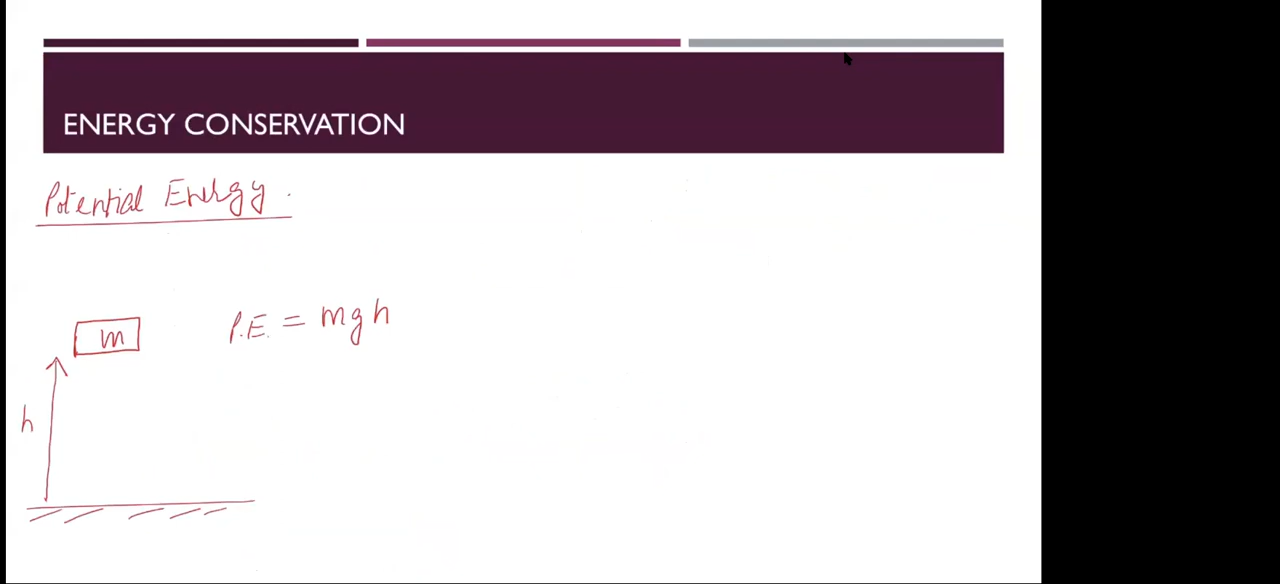 ENERGY CONSERVATION
Potential Energy.
m
P.E. = mgh
h